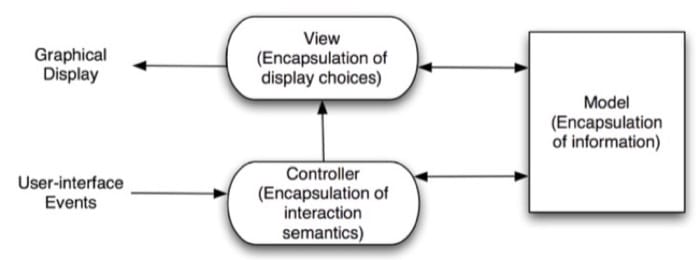 Graphical
Display
View
(Encapsulation of
display choices)
Model
(Encapsulation
of information)
User-interface
Events
Controller
(Encapsulation of
interaction
semantics)